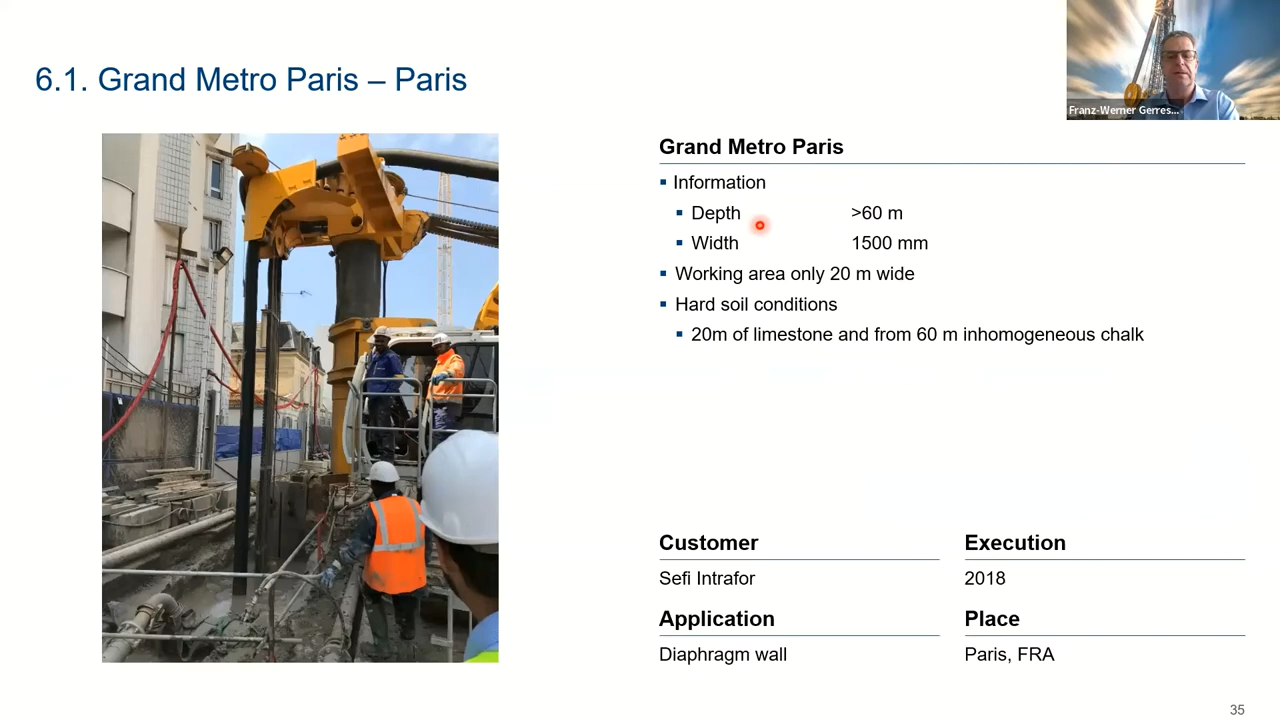 6.1. Grand Metro Paris – Paris
Franz-Werner Gerres...
Grand Metro Paris
Information
Depth >60 m
Width 1500 mm
Working area only 20 m wide
Hard soil conditions
20m of limestone and from 60 m inhomogeneous chalk
Customer
Sefi Intrafor
Execution
2018
Application
Diaphragm wall
Place
Paris, FRA
35